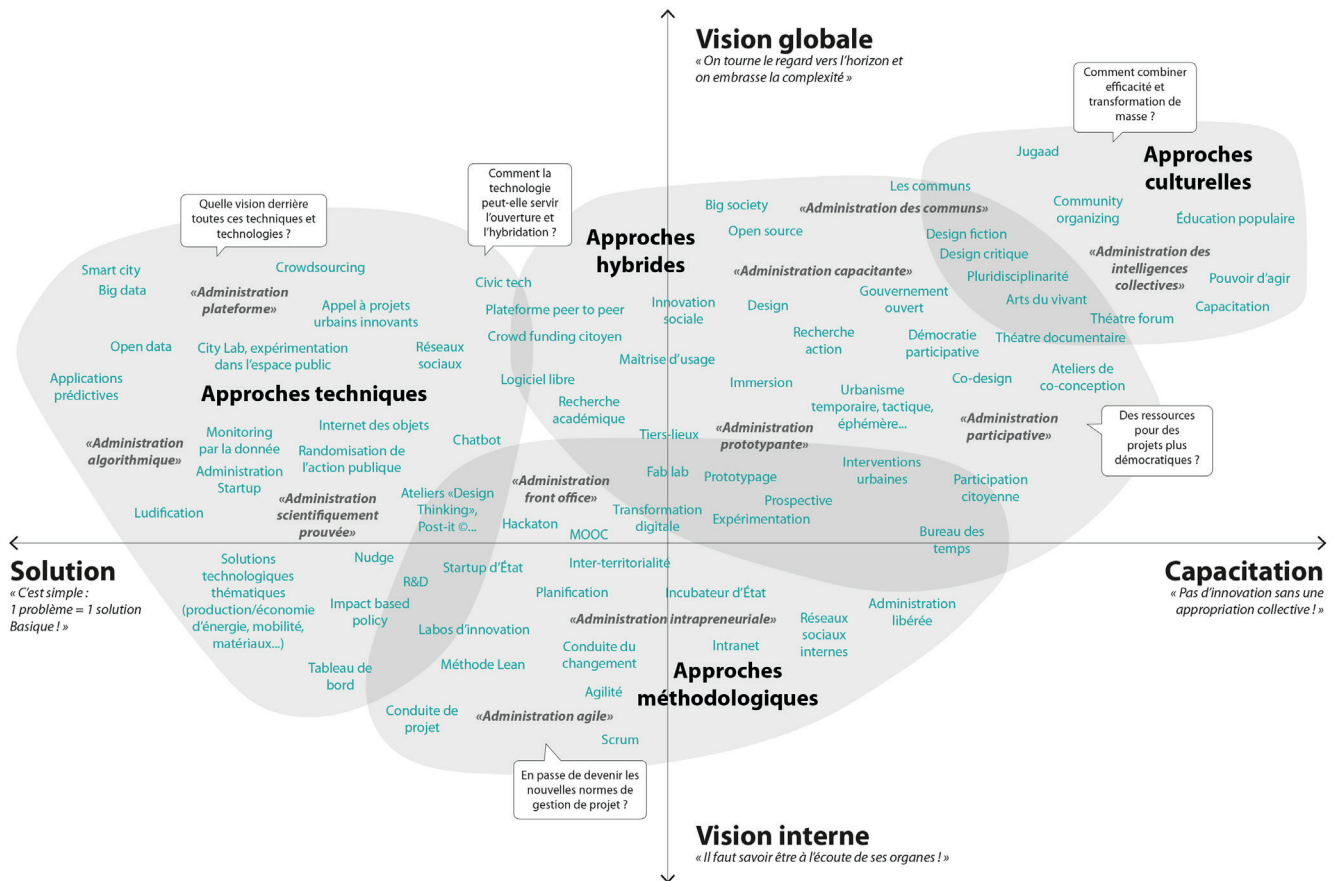 Vision globale
« On tourne le regard vers l’horizon et
on embrasse la complexité »
Comment combiner
efficacité et
transformation de
masse ?
Jugaad
Approches
culturelles
Community
organizing
Éducation populaire
«Administration des
intelligences
collectives»
Pouvoir d’agir
Capacitation
Les communs
Design fiction
Design critique
Pluridisciplinarité
Arts du vivant
Théatre forum
Théatre documentaire
Comment la
technologie
peut-elle servir
l’ouverture et
l’hybridation ?
Approches
hybrides
Big society
«Administration des communs»
Open source
«Administration capacitante»
Civic tech
Plateforme peer to peer
Crowd funding citoyen
Logiciel libre
Innovation
sociale
Design
Gouvernement
ouvert
Recherche
action
Démocratie
participative
Maîtrise d’usage
Immersion
Co-design
Ateliers de
co-conception
Recherche
académique
Urbanisme
temporaire, tactique,
éphémère...
Tiers-lieux
«Administration
prototypante»
«Administration
participative»
Des ressources
pour des
projets plus
démocratiques ?
Fab lab
Prototypage
Interventions
urbaines
Participation
citoyenne
Prospective
Transformation
digitale
Expérimentation
Bureau des
temps
Quelle vision derrière
toutes ces techniques et
technologies ?
Smart city
Crowdsourcing
Big data
«Administration
plateforme»
Appel à projets
urbains innovants
Open data
City Lab, expérimentation
dans l’espace public
Réseaux
sociaux
Applications
prédictives
Approches techniques
«Administration
algorithmique»
Monitoring
par la donnée
Internet des objets
Chatbot
Randomisation de
l’action publique
Administration
Startup
Ludification
«Administration
scientifiquement
prouvée»
Ateliers «Design
Thinking»,
Post-it ©...
«Administration
front office»
Hackaton
MOOC
Solution
« C’est simple :
1 problème = 1 solution
Basique ! »
Capacitation
« Pas d’innovation sans une
appropriation collective ! »
Solutions
technologiques
thématiques
(production/économie
d’énergie, mobilité,
matériaux...)
Nudge
R&D
Impact based
policy
Tableau de
bord
Startup d’État
Inter-territorialité
Planification
Incubateur d’État
Labos d’innovation
«Administration intrapreneuriale»
Réseaux
sociaux
internes
Administration
libérée
Méthode Lean
Conduite du
changement
Intranet
Approches
méthodologiques
Agilité
Conduite de
projet
«Administration agile»
Scrum
En passe de devenir les
nouvelles normes de
gestion de projet ?
Vision interne
« Il faut savoir être à l’écoute de ses organes ! »